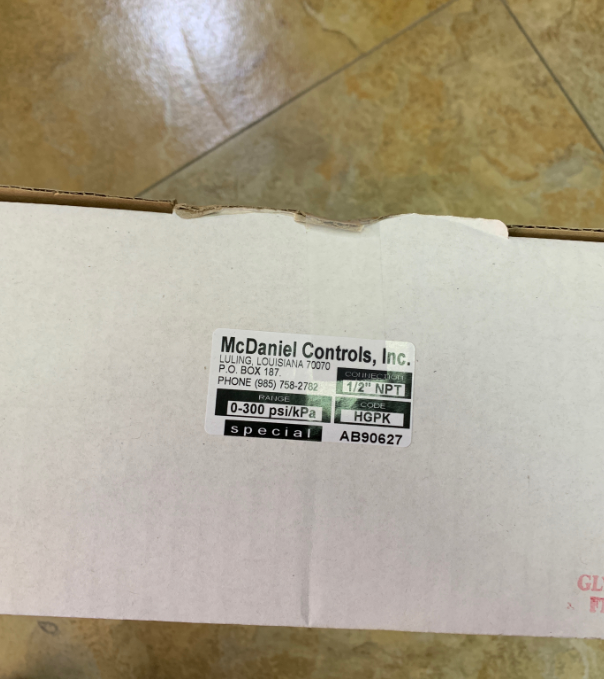 McDaniel Controls, Inc.
LULING, LOUISIANA 70070
P.O. BOX 187.
PHONE (985) 758-2782
CONNECTION
1/2" NPT
RANGE
0-300 psi/kPa
CODE
HGPK
special
AB90627